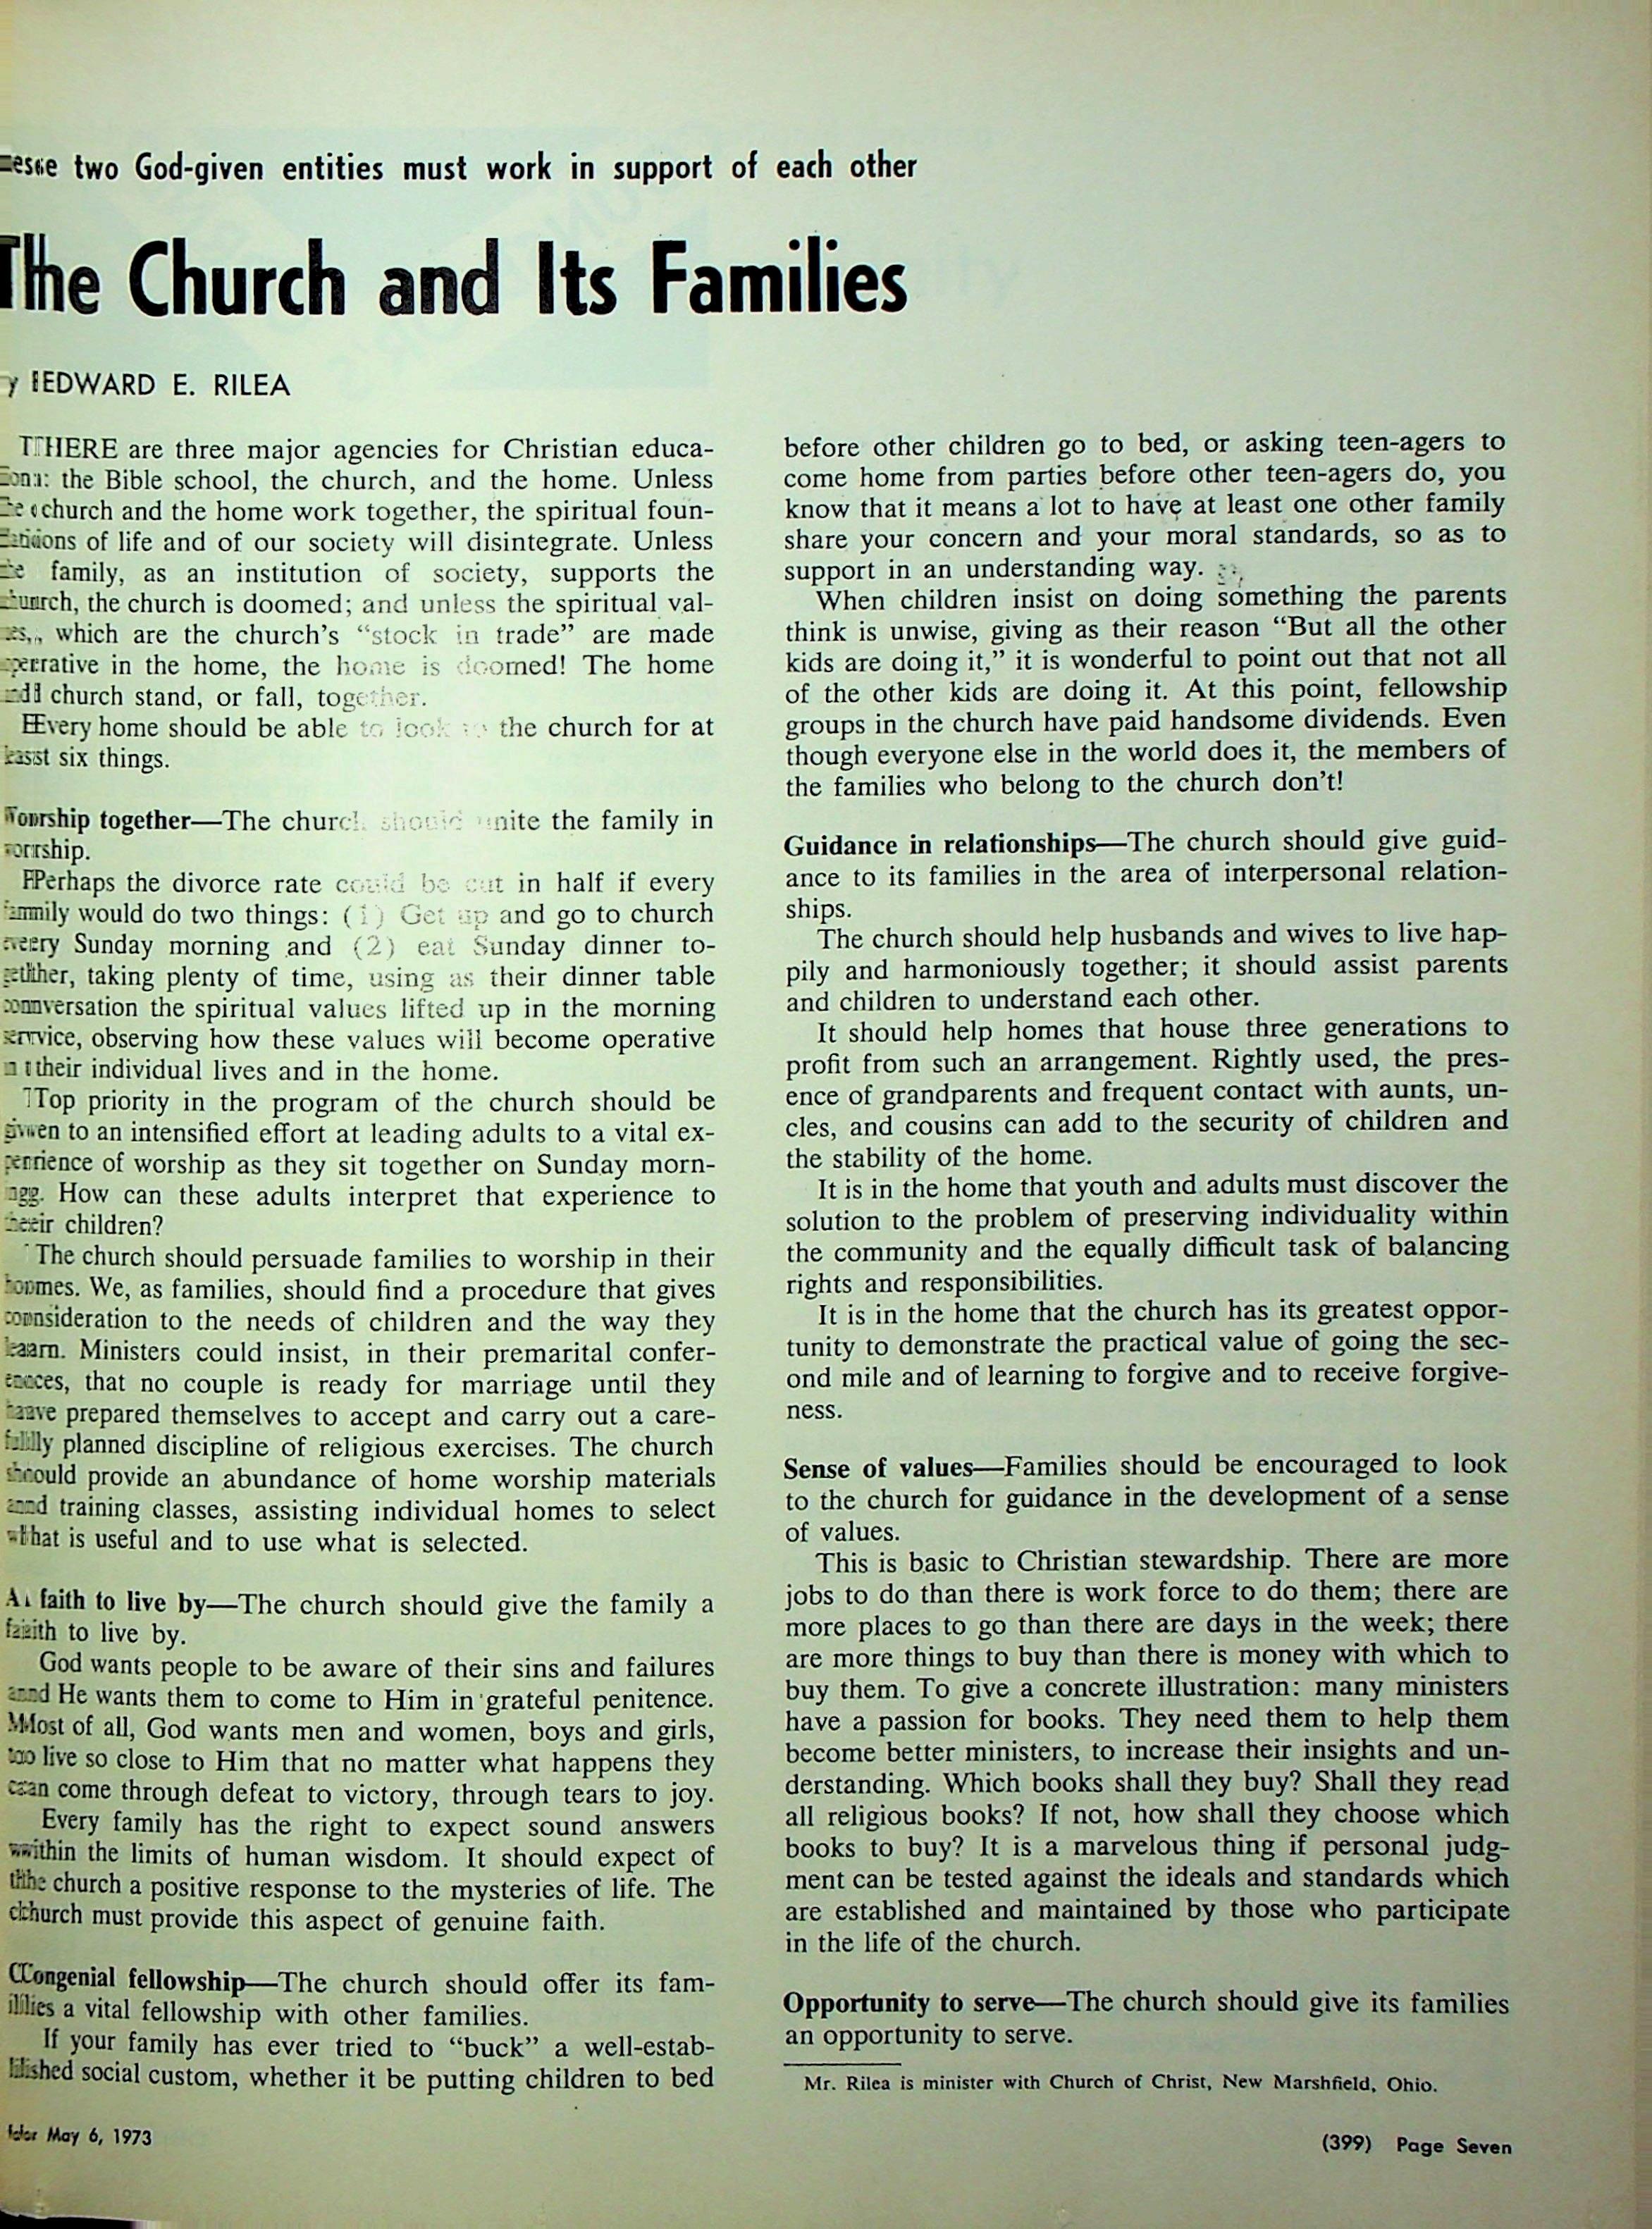 These two God-given entities must work in support of each other
The Church and Its Families
by EDWARD E. RILEA
THERE are three major agencies for Christian educa-
tion: the Bible school, the church, and the home. Unless
the church and the home work together, the spiritual foun-
dations of life and of our society will disintegrate. Unless
the family, as an institution of society, supports the
church, the church is doomed; and unless the spiritual val-
ues, which are the church's “stock in trade” are made
operative in the home, the home is doomed! The home
and church stand, or fall, together.
Every home should be able to look to the church for at
least six things.
Worship together—The church should unite the family in
worship.
Perhaps the divorce rate could be cut in half if every
family would do two things: (1) Get up and go to church
every Sunday morning and (2) eat Sunday dinner to-
gether, taking plenty of time, using as their dinner table
conversation the spiritual values lifted up in the morning
service, observing how these values will become operative
in their individual lives and in the home.
Top priority in the program of the church should be
given to an intensified effort at leading adults to a vital ex-
perience of worship as they sit together on Sunday morn-
ing. How can these adults interpret that experience to
their children?
The church should persuade families to worship in their
homes. We, as families, should find a procedure that gives
consideration to the needs of children and the way they
learn. Ministers could insist, in their premarital confer-
ences, that no couple is ready for marriage until they
have prepared themselves to accept and carry out a care-
fully planned discipline of religious exercises. The church
should provide an abundance of home worship materials
and training classes, assisting individual homes to select
what is useful and to use what is selected.
A faith to live by—The church should give the family a
faith to live by.
God wants people to be aware of their sins and failures
and He wants them to come to Him in grateful penitence.
Most of all, God wants men and women, boys and girls,
to live so close to Him that no matter what happens they
can come through defeat to victory, through tears to joy.
Every family has the right to expect sound answers
within the limits of human wisdom. It should expect of
the church a positive response to the mysteries of life. The
church must provide this aspect of genuine faith.
Congenial fellowship—The church should offer its fam-
ilies a vital fellowship with other families.
If your family has ever tried to “buck” a well-estab-
lished social custom, whether it be putting children to bed
before other children go to bed, or asking teen-agers to
come home from parties before other teen-agers do, you
know that it means a lot to have at least one other family
share your concern and your moral standards, so as to
support in an understanding way.
When children insist on doing something the parents
think is unwise, giving as their reason “But all the other
kids are doing it,” it is wonderful to point out that not all
of the other kids are doing it. At this point, fellowship
groups in the church have paid handsome dividends. Even
though everyone else in the world does it, the members of
the families who belong to the church don't!
Guidance in relationships—The church should give guid-
ance to its families in the area of interpersonal relation-
ships.
The church should help husbands and wives to live hap-
pily and harmoniously together; it should assist parents
and children to understand each other.
It should help homes that house three generations to
profit from such an arrangement. Rightly used, the pres-
ence of grandparents and frequent contact with aunts, un-
cles, and cousins can add to the security of children and
the stability of the home.
It is in the home that youth and adults must discover the
solution to the problem of preserving individuality within
the community and the equally difficult task of balancing
rights and responsibilities.
It is in the home that the church has its greatest oppor-
tunity to demonstrate the practical value of going the sec-
ond mile and of learning to forgive and to receive forgive-
ness.
Sense of values—Families should be encouraged to look
to the church for guidance in the development of a sense
of values.
This is basic to Christian stewardship. There are more
jobs to do than there is work force to do them; there are
more places to go than there are days in the week; there
are more things to buy than there is money with which to
buy them. To give a concrete illustration: many ministers
have a passion for books. They need them to help them
become better ministers, to increase their insights and un-
derstanding. Which books shall they buy? Shall they read
all religious books? If not, how shall they choose which
books to buy? It is a marvelous thing if personal judg-
ment can be tested against the ideals and standards which
are established and maintained by those who participate
in the life of the church.
Opportunity to serve—The church should give its families
an opportunity to serve.
Mr. Rilea is minister with Church of Christ, New Marshfield, Ohio.
for May 6, 1973
(399) Page Seven